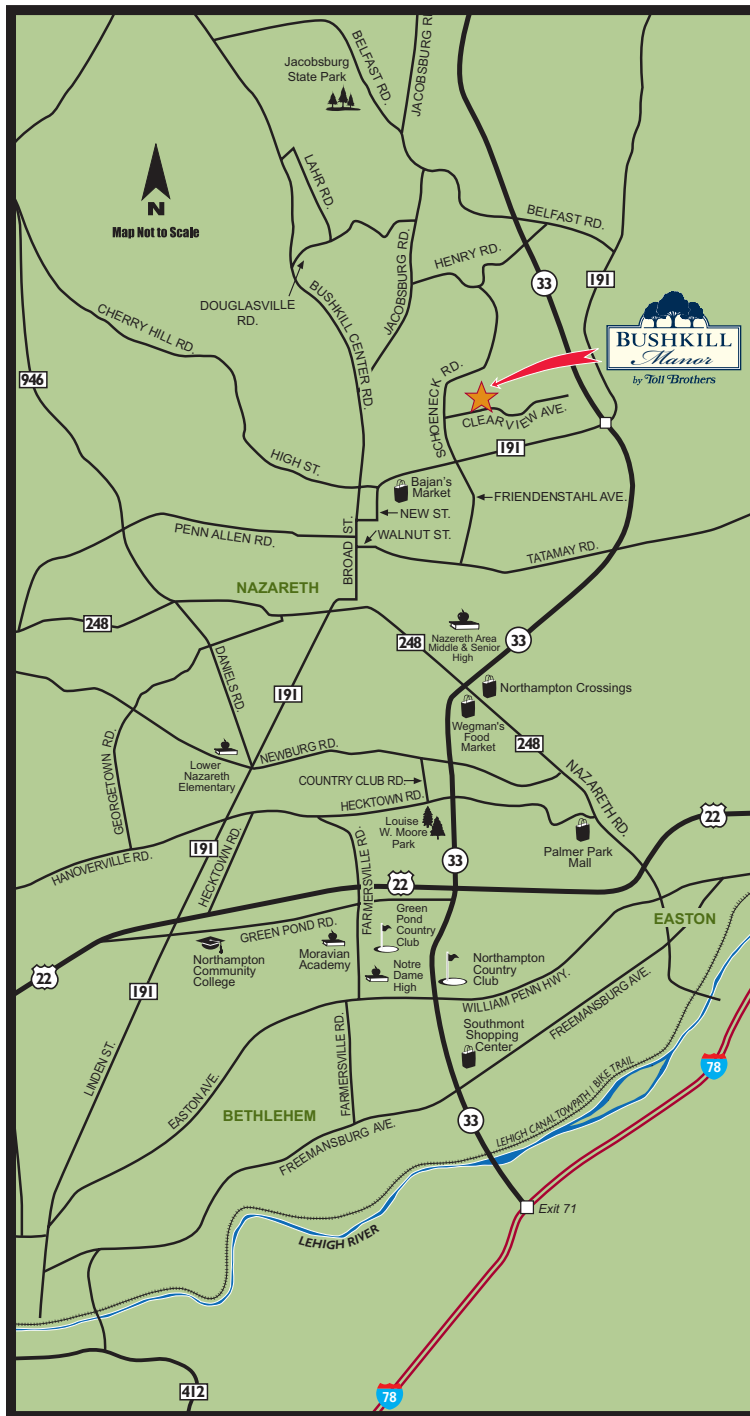 BELFAST RD.
JACOBSBURG RD.
Jacobsburg
State Park
LAHR RD.
N
Map Not to Scale
BELFAST RD.
HENRY RD.
JACOBSBURG RD.
33
191
DOUGLASVILLE
RD.
BUSHKILL CENTER RD.
CHERRY HILL RD.
BUSHKILL
Manor
by Toll Brothers
946
SCHOENECK RD.
CLEARVIEW AVE.
191
HIGH ST.
Bajan's
Market
FRIENDENSTAHL AVE.
NEW ST.
WALNUT ST.
BROAD ST.
PENN ALLEN RD.
TATAMAY RD.
NAZARETH
248
Nazereth Area
Middle & Senior
High
248
33
DANIELS RD.
191
Northampton Crossings
Wegman's
Food
Market
248
GEORGETOWN RD.
Lower
Nazareth
Elementary
NEWBURG RD.
COUNTRY CLUB RD.
HECKTOWN RD.
NAZARETH RD.
Louise
W. Moore
Park
22
Palmer Park
Mall
191
HECKTOWN RD.
FARMERSVILLE RD.
33
HANOVERVILLE RD.
22
GREEN POND RD.
Green
Pond
Country
Club
EASTON
22
Northampton
Community
College
Moravian
Academy
Notre
Dame
High
Northampton
Country
Club
191
WILLIAM PENN HWY.
FREEMANSBURG AVE.
Southmont
Shopping
Center
FARMERSVILLE RD.
LINDEN ST.
EASTON AVE.
78
BETHLEHEM
33
FREEMANSBURG AVE.
LEHIGH CANAL TOWPATH / BIKE TRAIL
Exit 71
LEHIGH RIVER
412
78